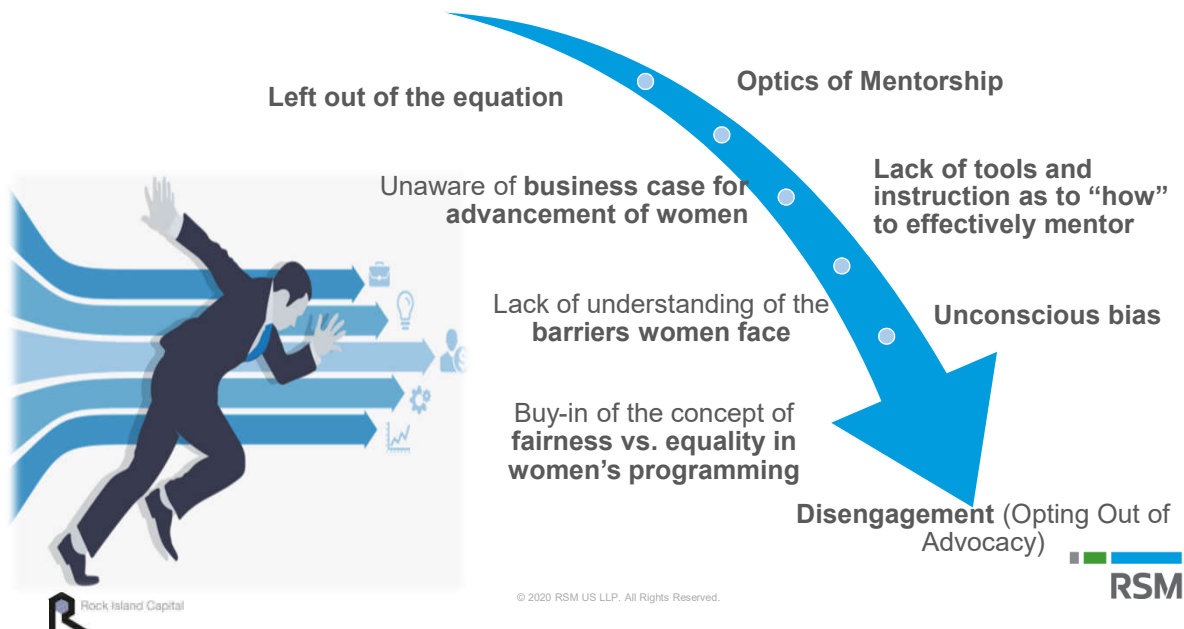 Optics of Mentorship
Left out of the equation
Lack of tools and
instruction as to “how”
to effectively mentor
Unaware of business case for
advancement of women
Lack of understanding of the
barriers women face
Unconscious bias
Buy-in of the concept of
fairness vs. equality in
women’s programming
Disengagement (Opting Out of
Advocacy)
RSM
Rock Island Capital
© 2020 RSM US LLP. All Rights Reserved.